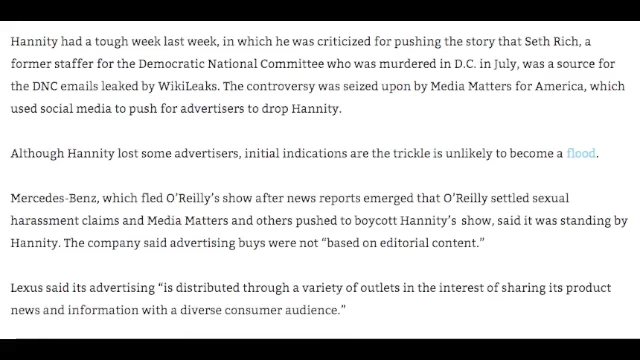 Hannity had a tough week last week, in which he was criticized for pushing the story that Seth Rich, a
former staffer for the Democratic National Committee who was murdered in D.C. in July, was a source for
the DNC emails leaked by WikiLeaks. The controversy was seized upon by Media Matters for America, which
used social media to push for advertisers to drop Hannity.
Although Hannity lost some advertisers, initial indications are the trickle is unlikely to become a flood.
Mercedes-Benz, which fled O’Reilly’s show after news reports emerged that O’Reilly settled sexual
harassment claims and Media Matters and others pushed to boycott Hannity’s show, said it was standing by
Hannity. The company said advertising buys were not “based on editorial content.”
Lexus said its advertising “is distributed through a variety of outlets in the interest of sharing its product
news and information with a diverse consumer audience.”